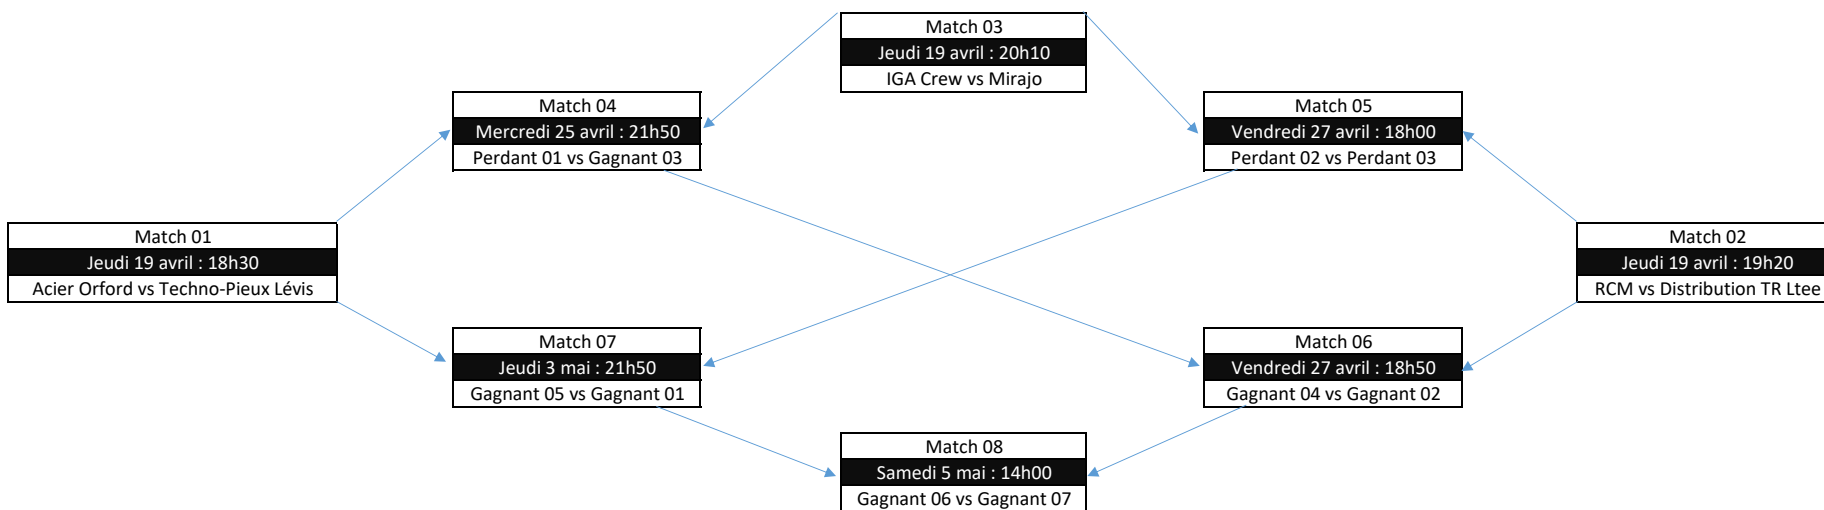 Match 03
Jeudi 19 avril : 20h10
IGA Crew vs Mirajo
Match 04
Mercredi 25 avril : 21h50
Perdant 01 vs Gagnant 03
Match 05
Vendredi 27 avril : 18h00
Perdant 02 vs Perdant 03
Match 01
Jeudi 19 avril : 18h30
Acier Orford vs Techno-Pieux Lévis
Match 02
Jeudi 19 avril : 19h20
RCM vs Distribution TR Ltee
Match 07
Jeudi 3 mai : 21h50
Gagnant 05 vs Gagnant 01
Match 06
Vendredi 27 avril : 18h50
Gagnant 04 vs Gagnant 02
Match 08
Samedi 5 mai : 14h00
Gagnant 06 vs Gagnant 07